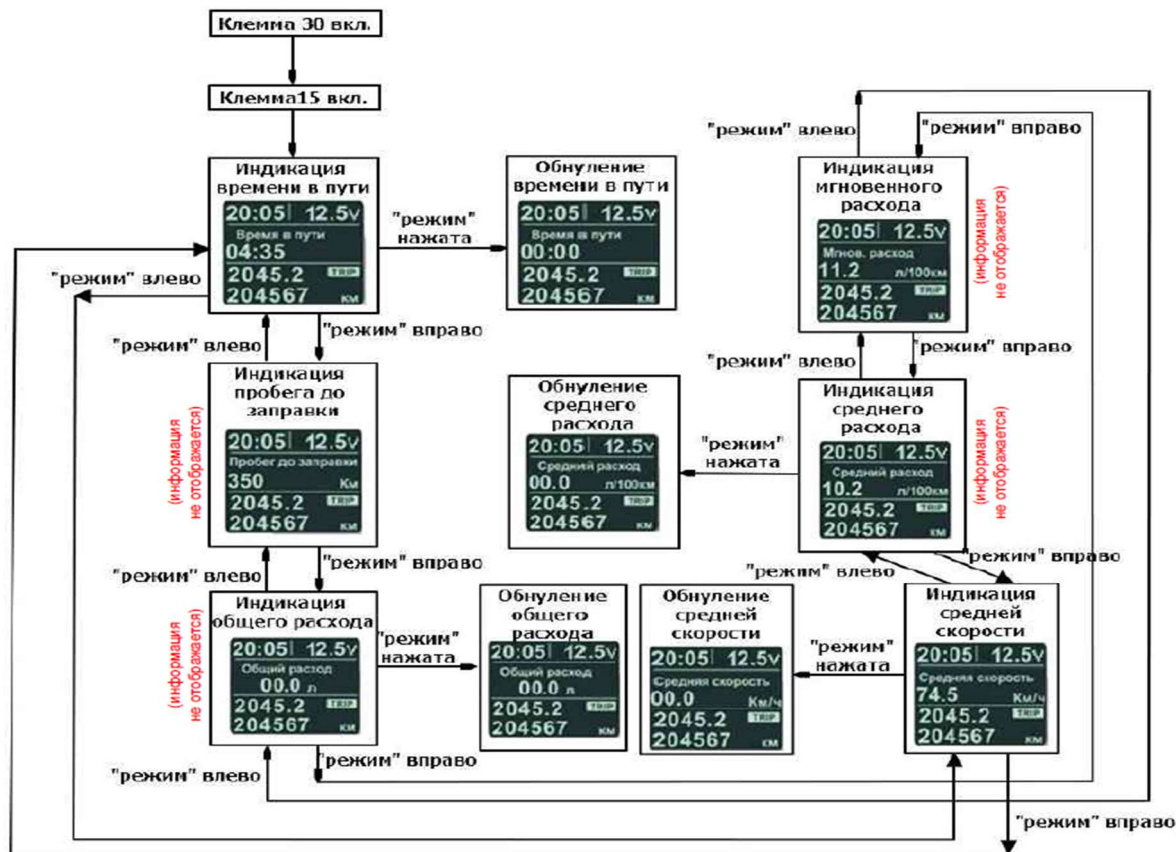 Клемма 30 вкл.
Клемма15 вкл.
"режим" влево
"режии" вправо
Индикация
времени в пути
20:05 12.5v
Время в пути
04:35
2045.2 TRIP
204567 км
"режим"
нажата
Обнуление
времени в пути
20:05 12.5v
Время в пути
00:00
2045.2 TRIP
204567 км
Индикация
мгновенного
расхода
20:05 12.5v
Мгнов. расход
11.2 л/100км
2045.2 TRIP
204567 км
(информация
не отображается)
"режим" влево
"режим" вправо
"режим" влево
"режим" вправо
"режим" влево
Индикация
пробега до
заправки
20:05 12.5v
Пробег до заправки
350 Км
2045.2 TRIP
204567 км
(информация
не отображается)
Обнуление
среднего
расхода
20:05 12.5v
Средний расход
00.0 л/100км
2045.2 TRIP
204567 км
"режим"
нажата
Индикация
среднего
расхода
20:05 12.5v
Средний расход
10.2 л/100км
2045.2 TRIP
204567 км
(информация
не отображается)
"режим" влево
"режим" вправо
"режим" влево
"режим" вправо
Индикация
общего расхода
20:05 12.5v
Общий расход
00.0 л
2045.2 TRIP
204567 км
(информация
не отображается)
"режим"
нажата
Обнуление
общего
расхода
20:05 12.5v
Общий расход
00.0 л
2045.2 TRIP
204567 км
Обнуление
средней
скорости
20:05 12.5v
Средняя скорость
00.0 Км/ч
2045.2 TRIP
204567 км
"режим"
нажата
Индикация
средней
скорости
20:05 12.5v
Средняя скорость
74.5 Км/ч
2045.2 TRIP
204567 км
"режим" влево
"режим" вправо
"режим" вправо